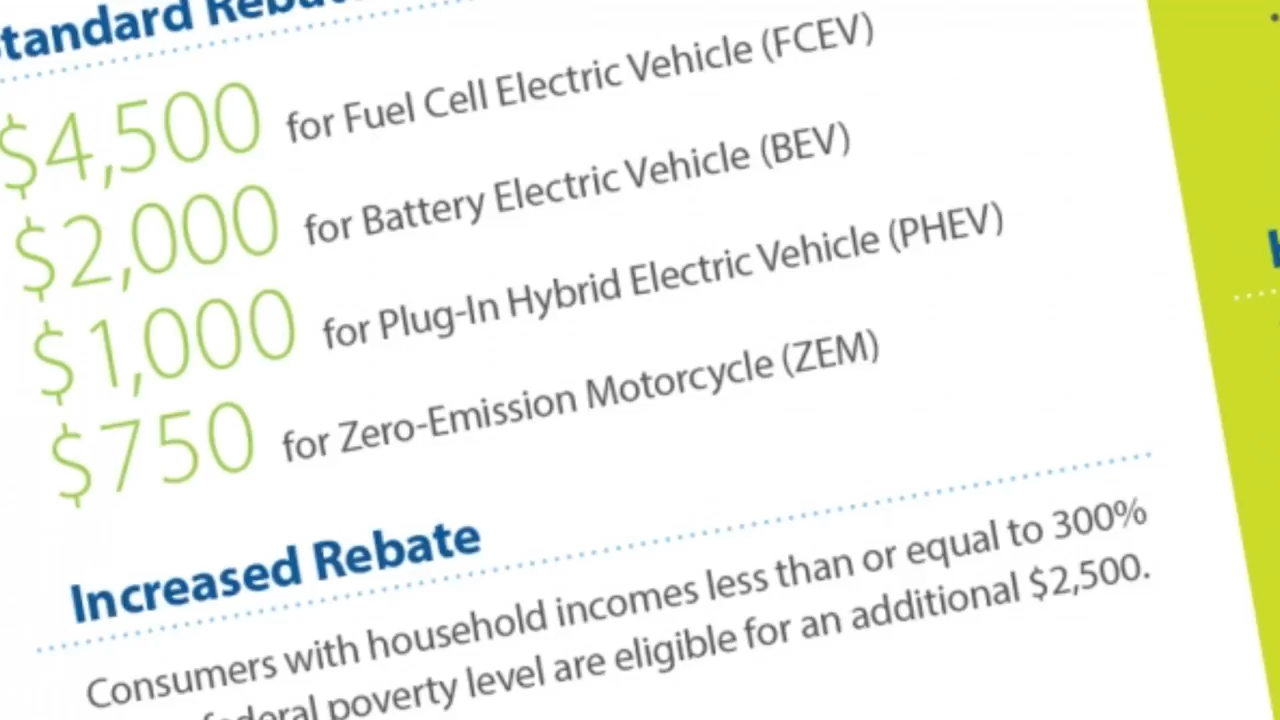 Standard Rebate
$4,500 for Fuel Cell Electric Vehicle (FCEV)
$2,000 for Battery Electric Vehicle (BEV)
$1,000 for Plug-In Hybrid Electric Vehicle (PHEV)
$750 for Zero-Emission Motorcycle (ZEM)
Increased Rebate
Consumers with household incomes less than or equal to 300%
federal poverty level are eligible for an additional $2,500.